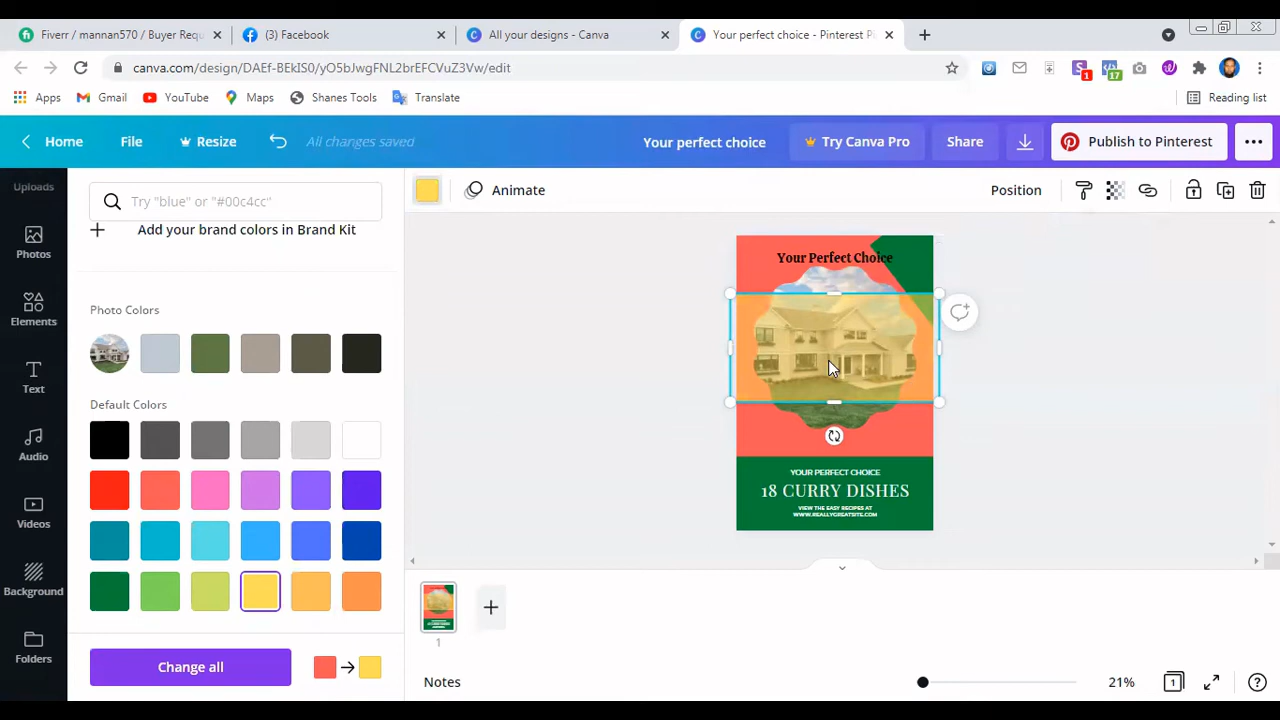 Fiverr / mannan570 / Buyer Requ
(3) Facebook
All your designs - Canva
Your perfect choice - Pinterest P
canva.com/design/DAEf-BEkIS0/yO5bJwgFNL2brEFCVuZ3Vw/edit
1
17
Apps
Gmail
YouTube
Maps
Shanes Tools
Translate
Reading list
Home
File
Resize
All changes saved
Your perfect choice
Try Canva Pro
Share
Publish to Pinterest
Uploads
Photos
Elements
Text
Audio
Videos
Background
Folders
Try "blue" or "#00c4cc"
Add your brand colors in Brand Kit
Photo Colors
Default Colors
Change all
Animate
Position
Your Perfect Choice
YOUR PERFECT CHOICE
18 CURRY DISHES
VIEW THE EASY RECIPES AT
WWW.REALLYGREATSITE.COM
1
Notes
21%
1